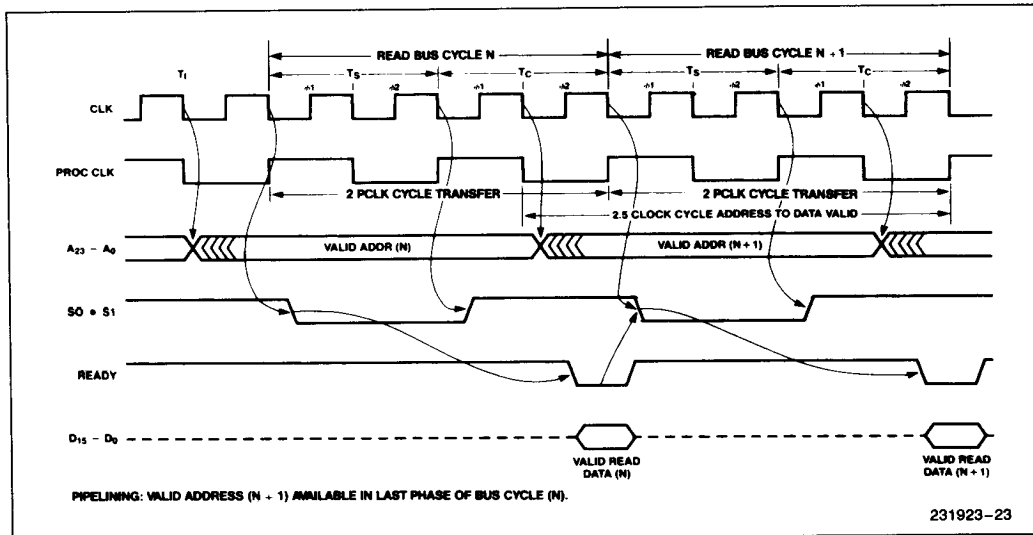 READ BUS CYCLE N
READ BUS CYCLE N + 1
TI
TS
TC
TS
TC
ϕ1
ϕ2
ϕ1
ϕ2
ϕ1
ϕ2
ϕ1
ϕ2
CLK
PROC CLK
2 PCLK CYCLE TRANSFER
2 PCLK CYCLE TRANSFER
2.5 CLOCK CYCLE ADDRESS TO DATA VALID
A23 – A0
VALID ADDR (N)
VALID ADDR (N + 1)
SO • S1
READY
D15 – D0
VALID READ
DATA (N)
VALID READ
DATA (N + 1)
PIPELINING: VALID ADDRESS (N + 1) AVAILABLE IN LAST PHASE OF BUS CYCLE (N).
231923–23